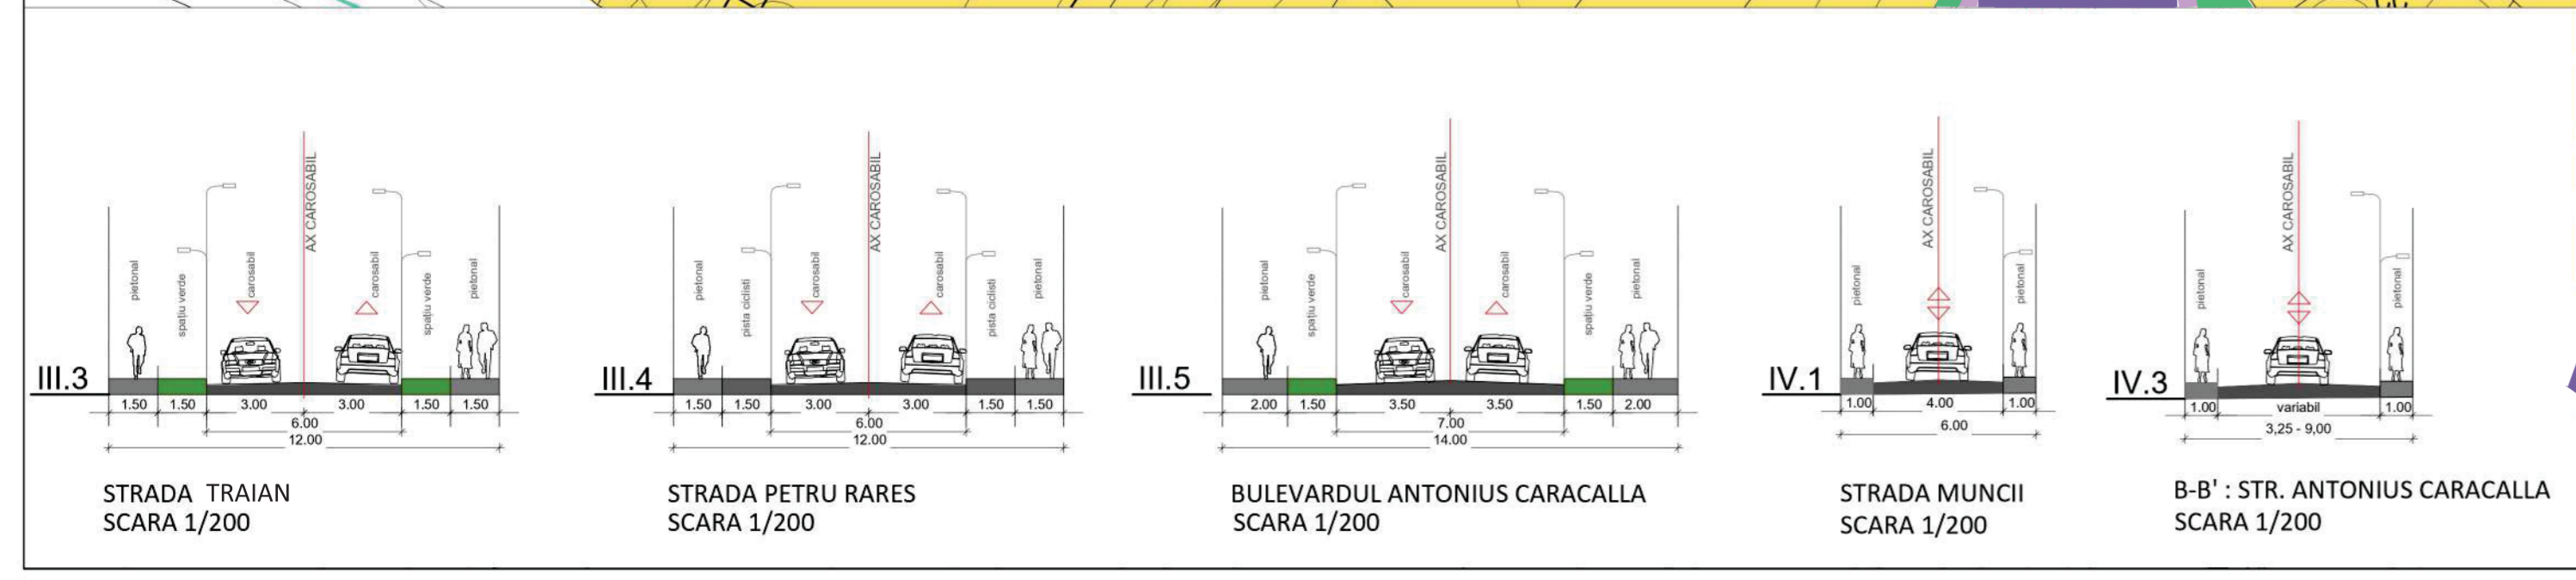 AX CAROSABIL
pietonal
spațiu verde
carosabil
carosabil
spațiu verde
pietonal
III.3
1.50 1.50 3.00 3.00 1.50 1.50
6.00
12.00
STRADA TRAIAN
SCARA 1/200
AX CAROSABIL
pietonal
pista ciclisti
carosabil
carosabil
pista ciclisti
pietonal
III.4
1.50 1.50 3.00 3.00 1.50 1.50
6.00
12.00
STRADA PETRU RARES
SCARA 1/200
AX CAROSABIL
pietonal
spațiu verde
carosabil
carosabil
spațiu verde
pietonal
III.5
2.00 1.50 3.50 3.50 1.50 2.00
7.00
14.00
BULEVARDUL ANTONIUS CARACALLA
SCARA 1/200
AX CAROSABIL
pietonal
pietonal
IV.1
1.00 4.00 1.00
6.00
STRADA MUNCII
SCARA 1/200
AX CAROSABIL
pietonal
pietonal
IV.3
1.00 variabil 1.00
3,25 - 9,00
B-B' : STR. ANTONIUS CARACALLA
SCARA 1/200